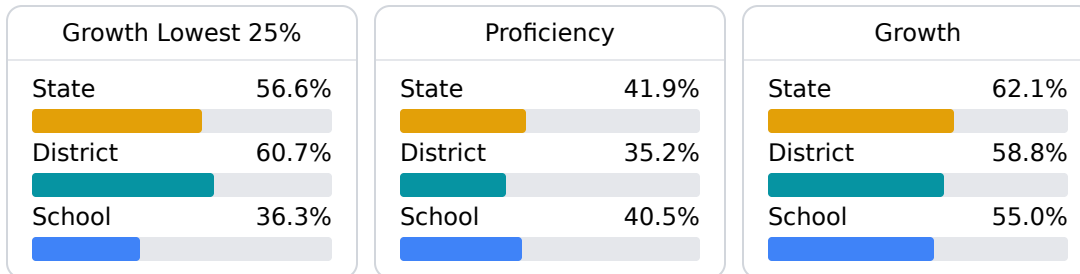 Growth Lowest 25%
State 56.6%
District 60.7%
School 36.3%
Proficiency
State 41.9%
District 35.2%
School 40.5%
Growth
State 62.1%
District 58.8%
School 55.0%